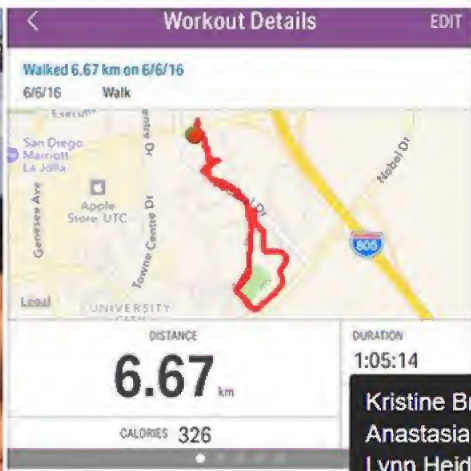 Workout Details
EDIT
Walked 6.67 km on 6/6/16
6/6/16 Walk
San Diego
Marriott
La Jolla
Genesee Ave
Apple
Store, UTC
Towne Centre Dr
Nobel Dr
805
Legal
UNIVERSITY
CITY
DISTANCE
6.67 km
CALORIES 326
DURATION
1:05:14
Kristine
Anastasia
Lynn